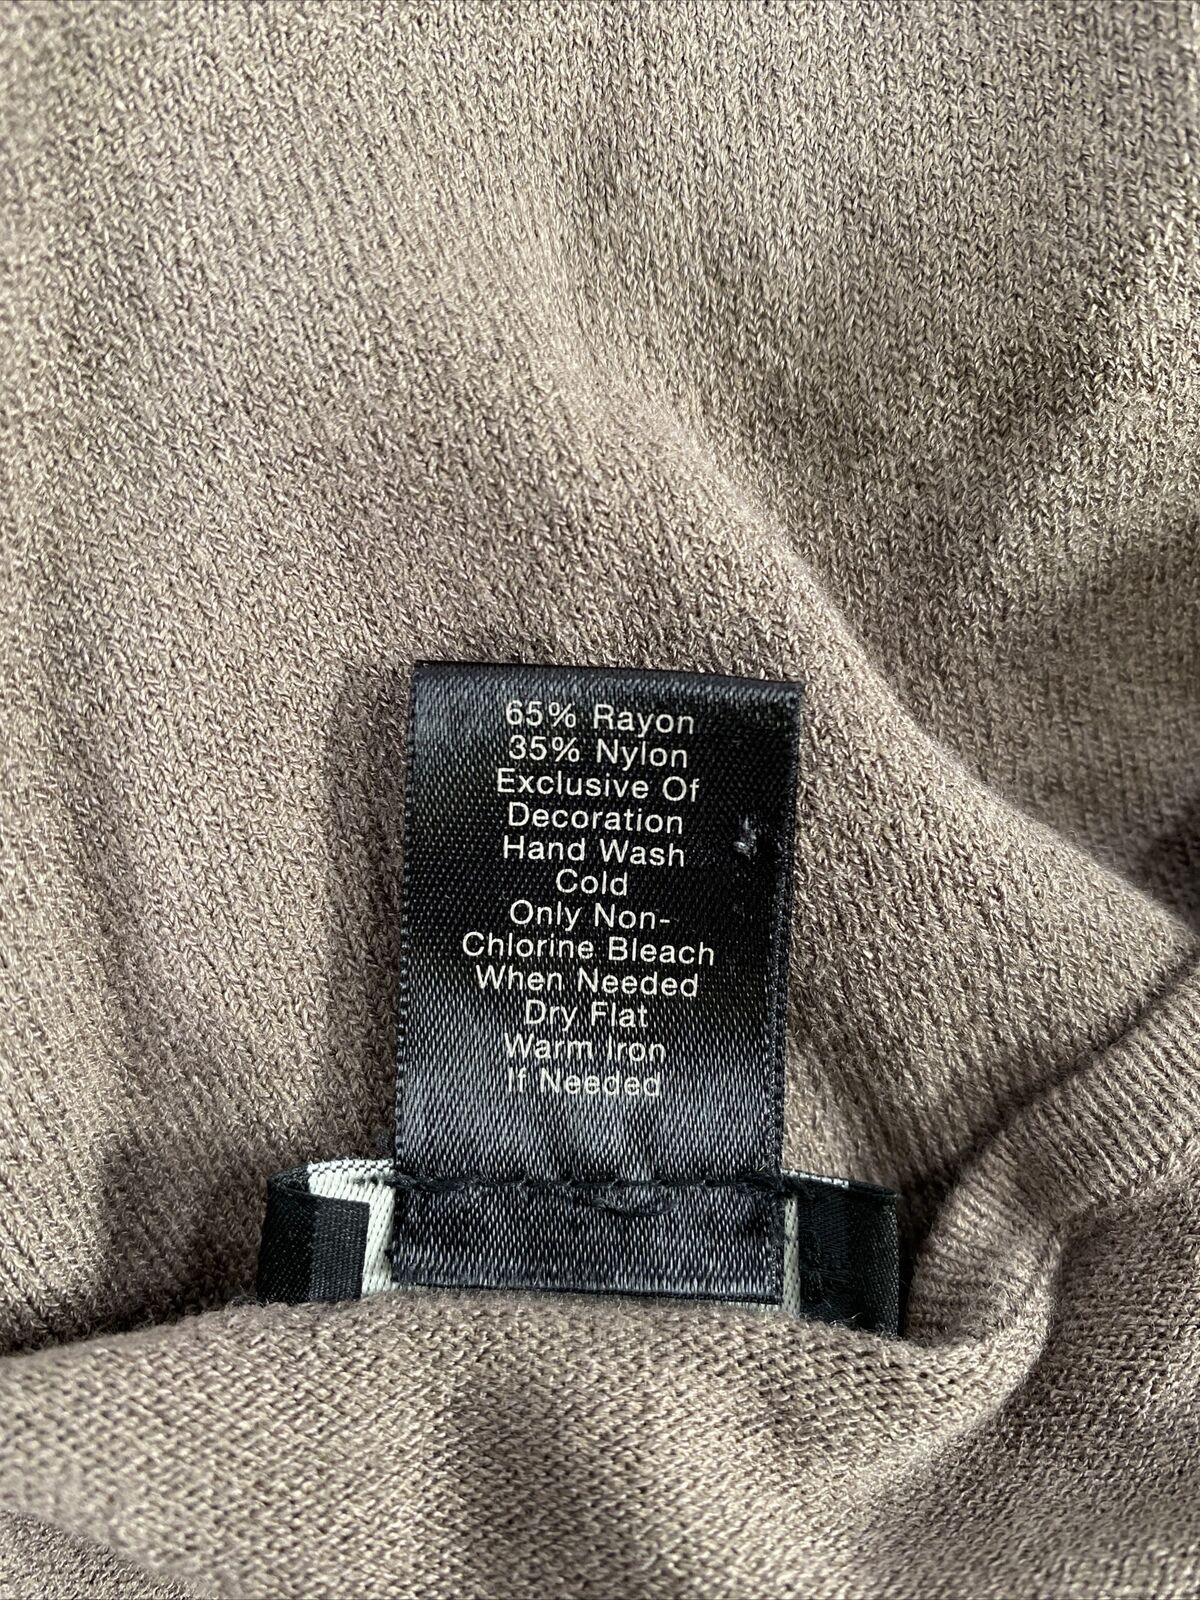 65% Rayon
35% Nylon
Exclusive Of
Decoration
Hand Wash
Cold
Only Non-
Chlorine Bleach
When Needed
Dry Flat
Warm Iron
If Needed